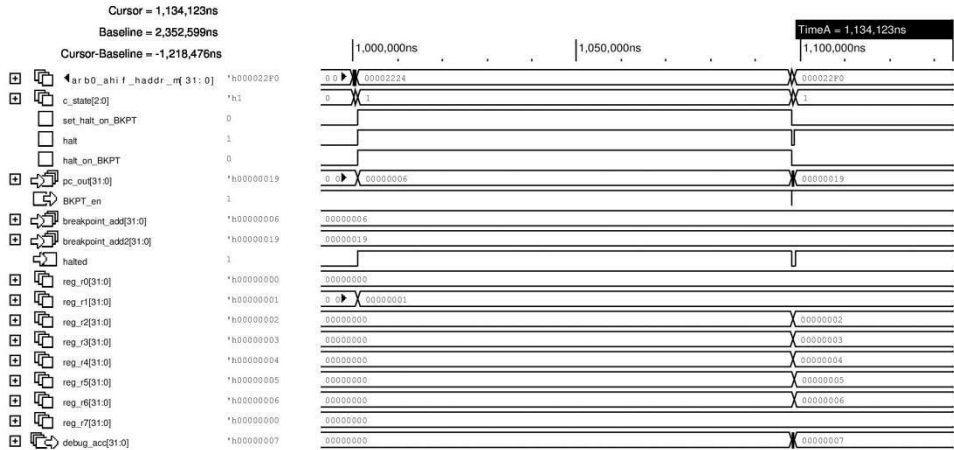 Cursor = 1,134,123ns
Baseline = 2,352,599ns
Cursor-Baseline = -1,218,476ns
TimeA = 1,134,123ns
1,000,000ns 1,050,000ns 1,100,000ns
arb0_ahif_haddr_m[31:0] 'h000022F0 00 00002224 000022F0
c_state[2:0] 'h1 0 1 1
set_halt_on_BKPT 0
halt 1
halt_on_BKPT 0
pc_out[31:0] 'h00000019 0 0 00000006 00000019
BKPT_en 1
breakpoint_add[31:0] 'h00000006 00000006
breakpoint_add2[31:0] 'h00000019 00000019
halted 1
reg_r0[31:0] 'h00000000 00000000
reg_r1[31:0] 'h00000001 0 0 00000001
reg_r2[31:0] 'h00000002 00000000 00000002
reg_r3[31:0] 'h00000003 00000000 00000003
reg_r4[31:0] 'h00000004 00000000 00000004
reg_r5[31:0] 'h00000005 00000000 00000005
reg_r6[31:0] 'h00000006 00000000 00000006
reg_r7[31:0] 'h00000000 00000000
debug_acc[31:0] 'h00000007 00000000 00000007